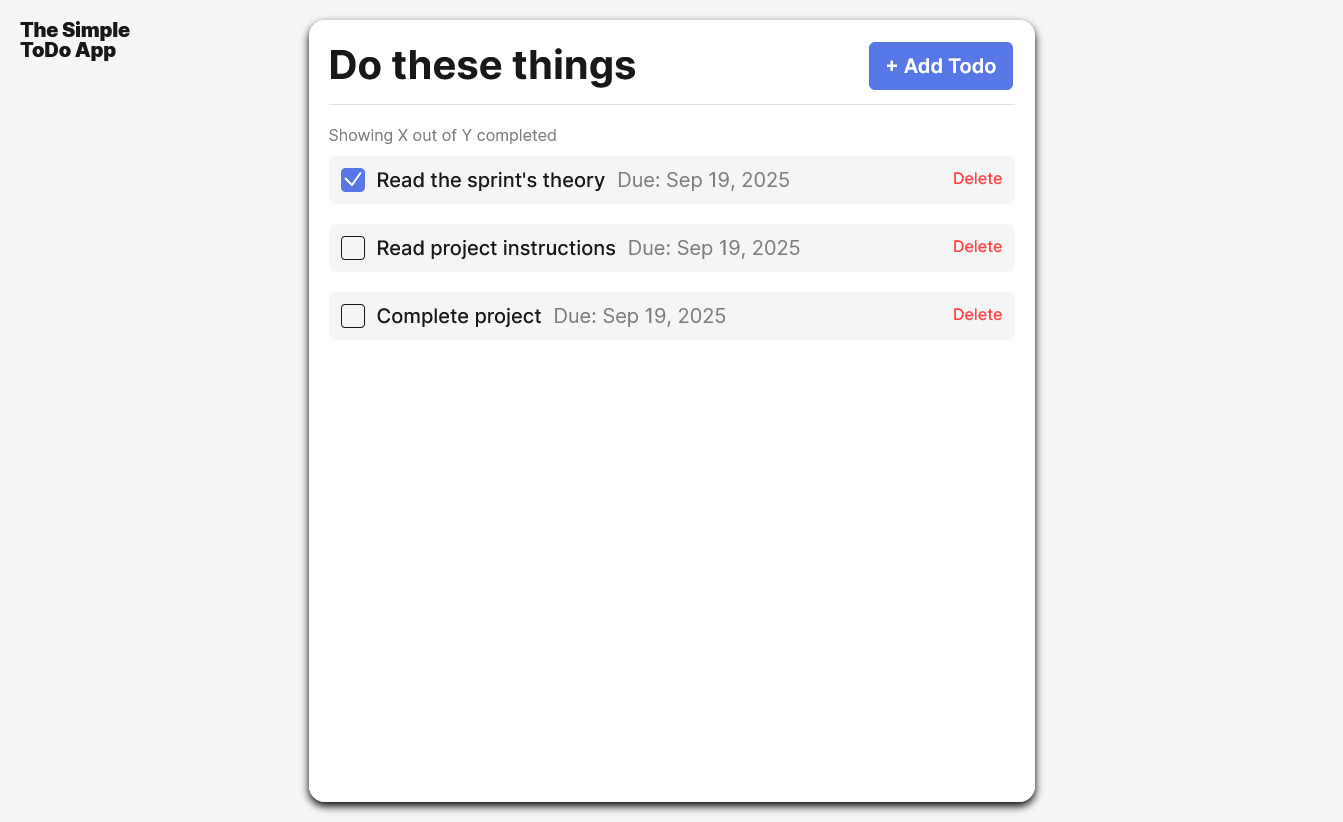 The Simple
ToDo App
Do these things
+ Add Todo
Showing X out of Y completed
Read the sprint's theory Due: Sep 19, 2025 Delete
Read project instructions Due: Sep 19, 2025 Delete
Complete project Due: Sep 19, 2025 Delete